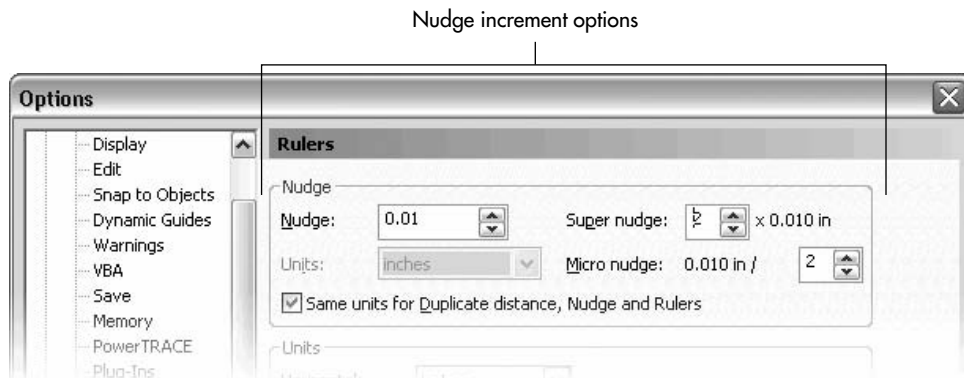 Nudge increment options
Options
Display
Edit
Snap to Objects
Dynamic Guides
Warnings
VBA
Save
Memory
PowerTRACE
Plug-Ins
Rulers
Nudge
Nudge: 0.01
Super nudge: x 0.010 in
Units: inches
Micro nudge: 0.010 in / 2
Same units for Duplicate distance, Nudge and Rulers
Units